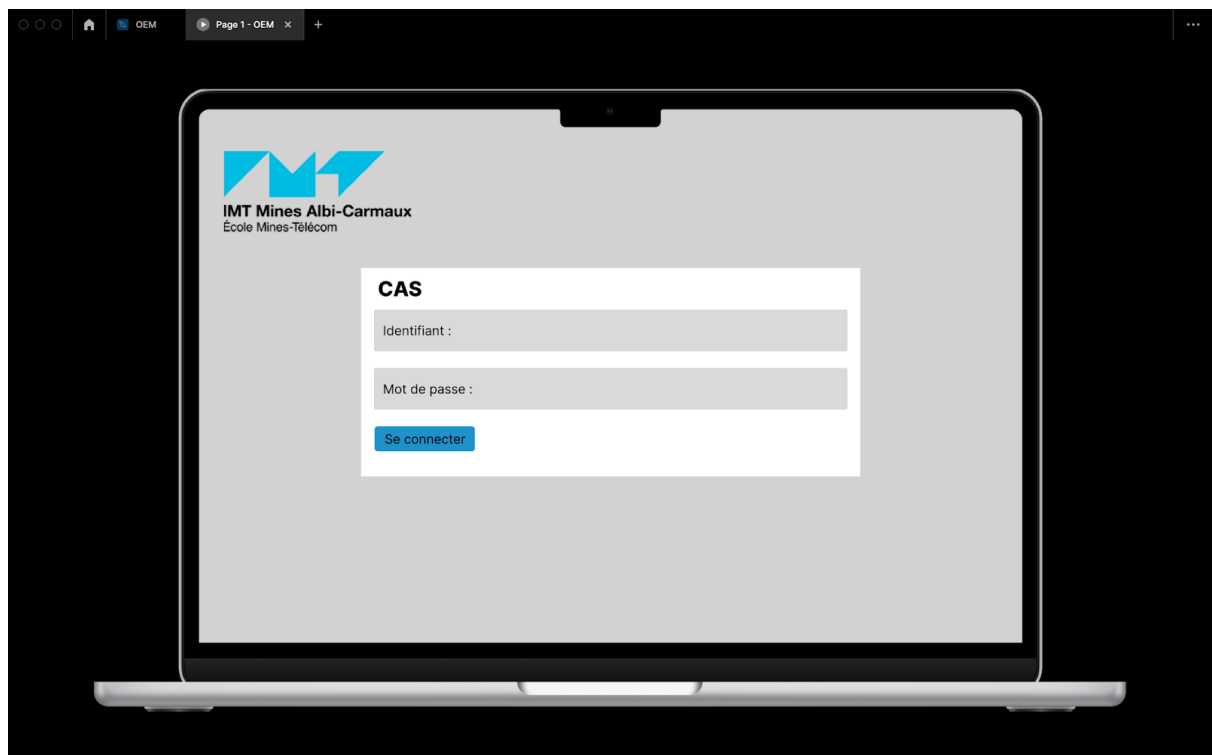 OEM
Page 1 - OEM
IMT Mines Albi-Carmaux
École Mines-Télécom
CAS
Identifiant :
Mot de passe :
Se connecter